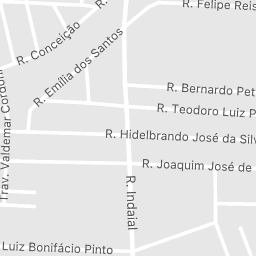 R. Felipe Reis
R. Conceição
R. Emília dos Santos
R. Bernardo Pet
R. Teodoro Luiz P
R. Hidelbrando José da Silv
R. Joaquim José de
Trav. Valdemar Cordoni
R. Indaial
Luiz Bonifácio Pinto